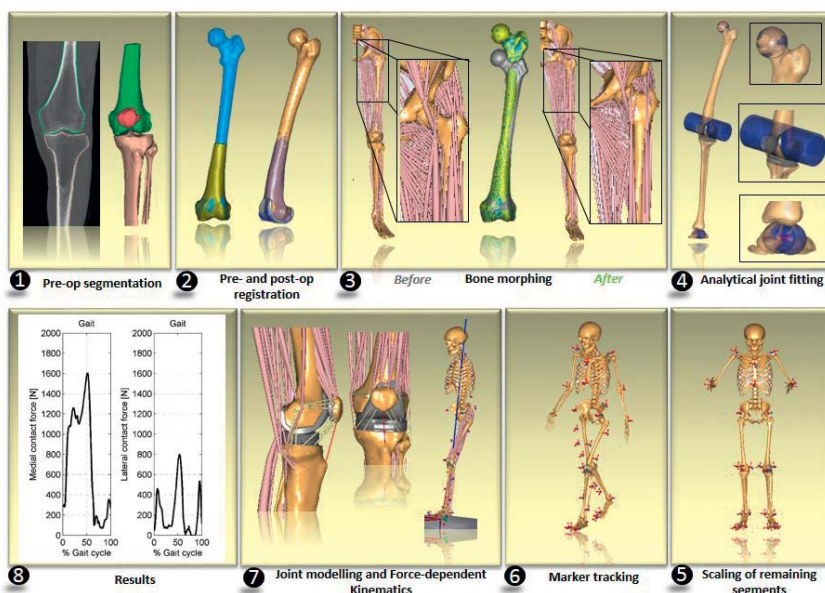 1 Pre-op segmentation
2 Pre- and post-op
registration
3 Before Bone morphing After
4 Analytical joint fitting
Gait Gait
2000 2000
1800 1800
1600 1600
1400 1400
1200 1200
1000 1000
800 800
600 600
400 400
200 200
0 0
Medial contact force [N]
Lateral contact force [N]
0 50 100 0 50 100
% Gait cycle % Gait cycle
8 Results
7 Joint modelling and Force-dependent
Kinematics
6 Marker tracking
5 Scaling of remaining
segments